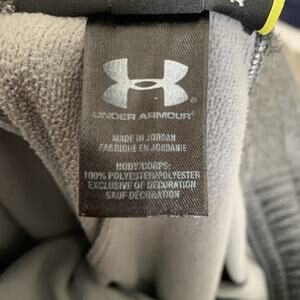 UNDER ARMOUR
MADE IN JORDAN
FABRIQUÉ EN JORDANIE
BODY/CORPS:
100% POLYESTER/POLYESTER
EXCLUSIVE OF DECORATION
SAUF DÉCORATION